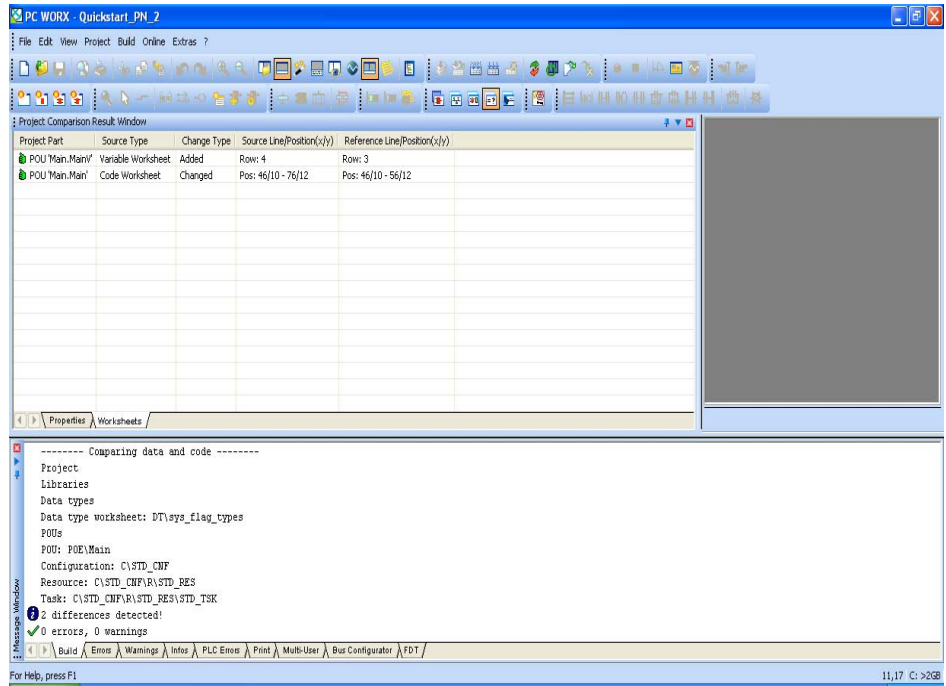 PC WORX - Quickstart_PN_2
File Edit View Project Build Online Extras ?
Project Comparison Result Window
Project Part Source Type Change Type Source Line/Position(x/y) Reference Line/Position(x/y)
POU 'Main.MainV' Variable Worksheet Added Row: 4 Row: 3
POU 'Main.Main' Code Worksheet Changed Pos: 46/10 - 76/12 Pos: 46/10 - 56/12
Properties Worksheets
-------- Comparing data and code --------
Project
Libraries
Data types
Data type worksheet: DT\sys_flag_types
POUs
POU: POE\Main
Configuration: C\STD_CNF
Resource: C\STD_CNF\R\STD_RES
Task: C\STD_CNF\R\STD_RES\STD_TSK
2 differences detected!
0 errors, 0 warnings
Message Window
Build Errors Warnings Infos PLC Errors Print Multi-User Bus Configurator FDT
For Help, press F1 11,17 C: >2GB